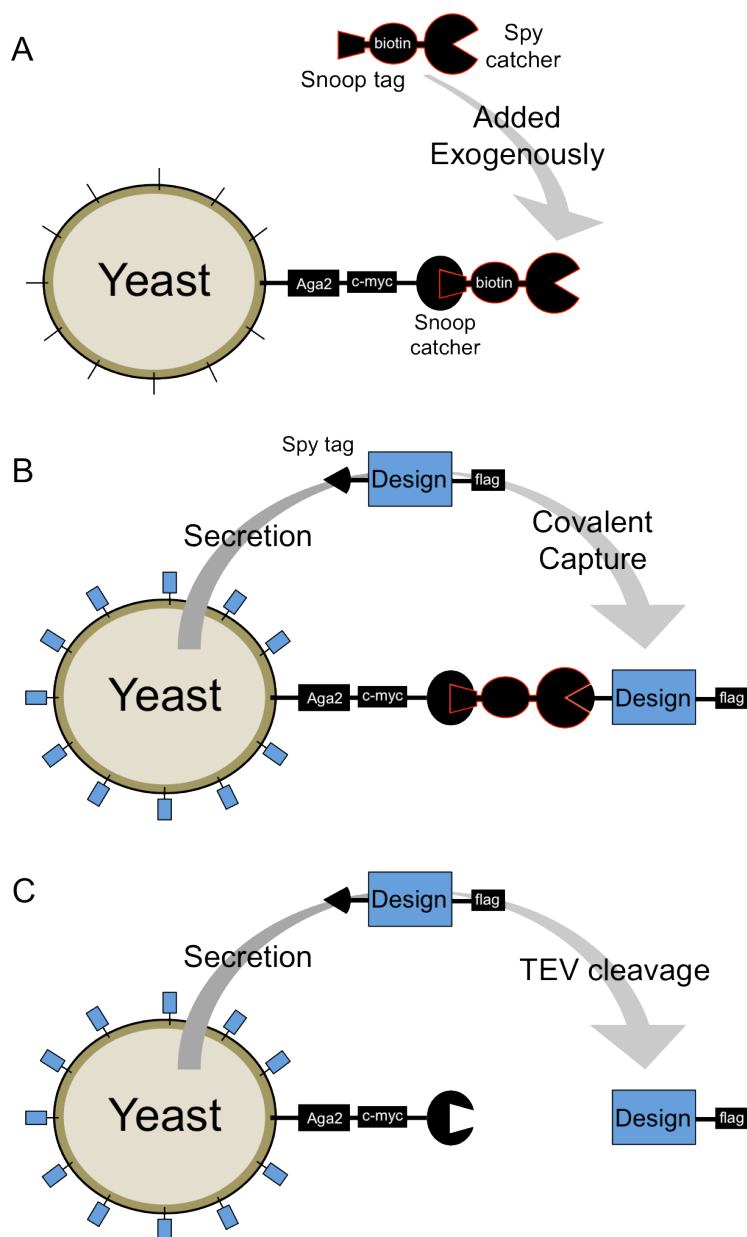 A
biotin
Spy
catcher
Snoop tag
Added
Exogenously
Yeast
Aga2
c-myc
biotin
Snoop
catcher
B
Spy tag
Design
flag
Secretion
Covalent
Capture
Yeast
Aga2
c-myc
Design
flag
C
Design
flag
Secretion
TEV cleavage
Yeast
Aga2
c-myc
Design
flag